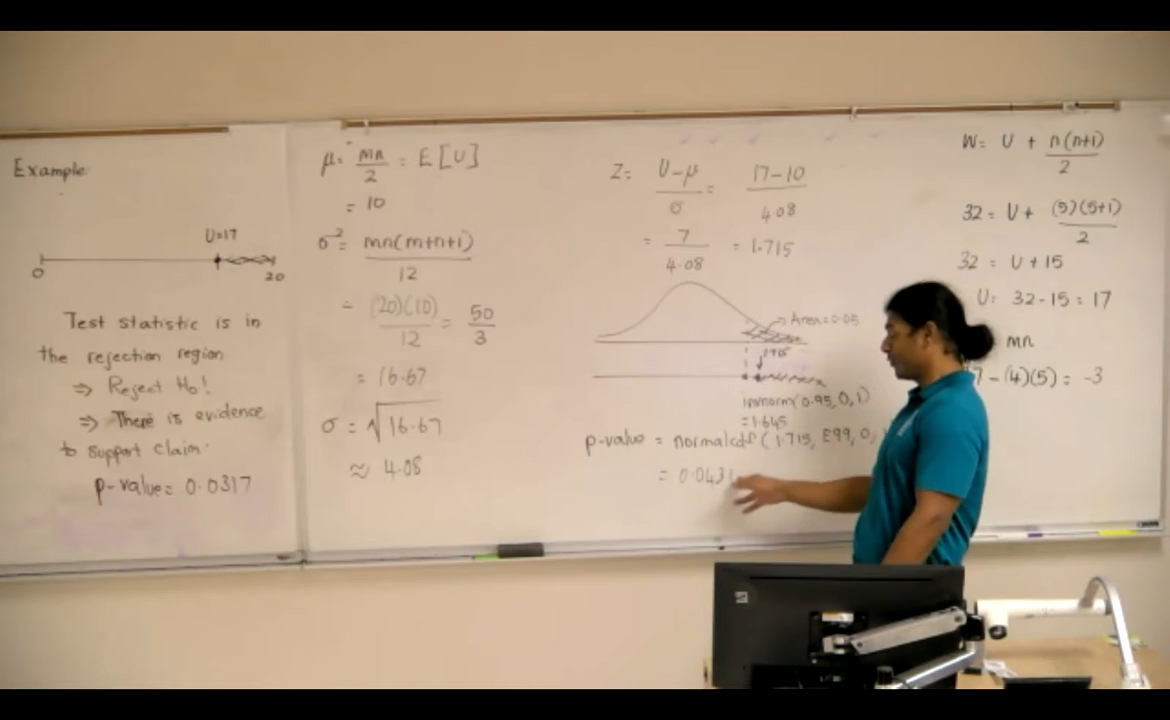 Example:
U=17
0
20
Test statistic is in
the rejection region
⇒ Reject H₀!
⇒ There is evidence
to support claim.
p-value = 0.0317
μ = mn/2 = E[U]
= 10
σ² = mn(m+n+1)/12
= (20)(10)/12 = 50/3
= 16.67
σ = √16.67
≈ 4.08
Z = U-μ/σ = 17-10/4.08
= 7/4.08 = 1.715
Area=0.05
invnorm(0.95,0,1)
=1.645
p-value = normalcdf(1.715, E99, 0,
= 0.0431
W = U + n(n+1)/2
32 = U + (5)(5+1)/2
32 = U+15
U = 32-15 = 17
mn
7-(4)(5) = -3